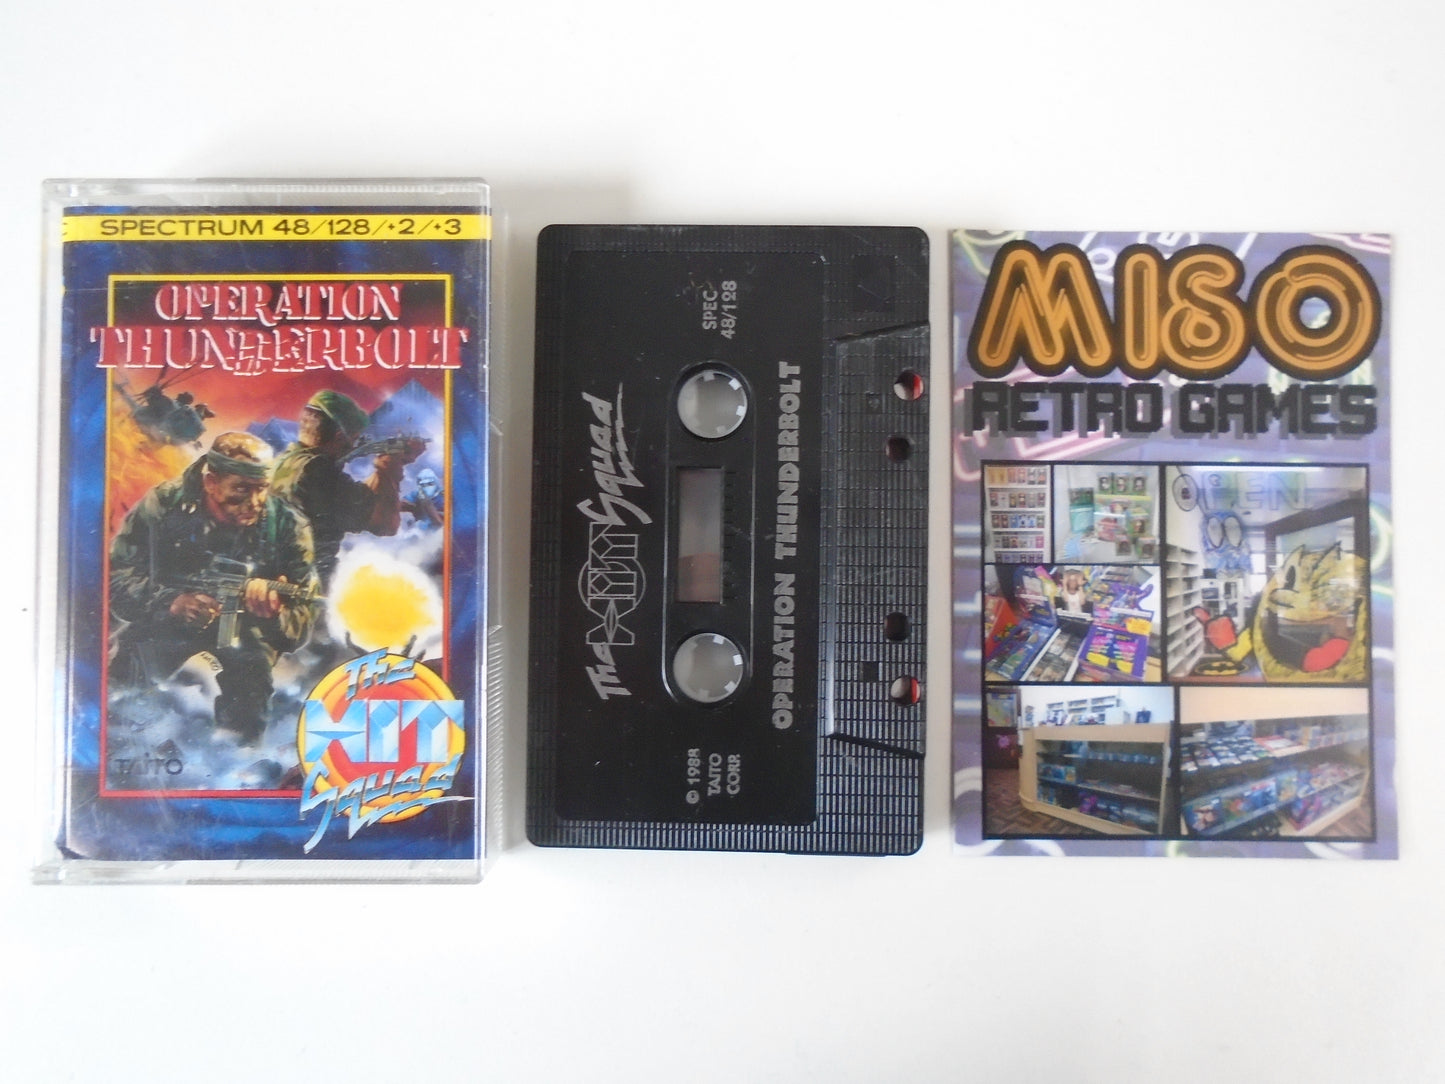 SPECTRUM 48/128/+2/+3
OPERATION
THUNDERBOLT
TAITO
The
HIT
Squad
The HIT Squad
SPEC
48/128
OPERATION THUNDERBOLT
© 1988
TAITO
CORP.
MISO
RETRO GAMES
OPEN